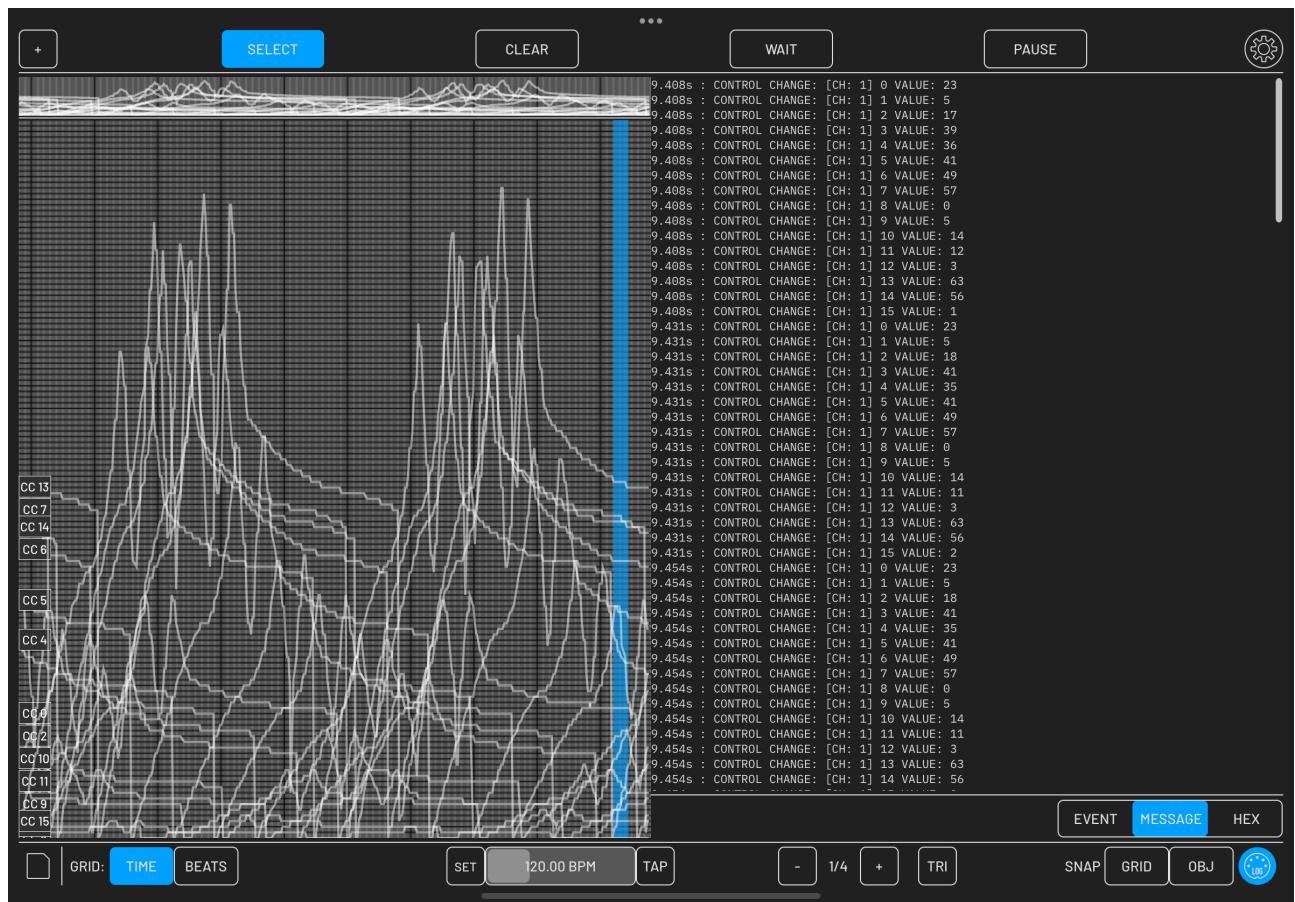 +
SELECT
CLEAR
WAIT
PAUSE
9.408s : CONTROL CHANGE: [CH: 1] 0 VALUE: 23
9.408s : CONTROL CHANGE: [CH: 1] 1 VALUE: 5
9.408s : CONTROL CHANGE: [CH: 1] 2 VALUE: 17
9.408s : CONTROL CHANGE: [CH: 1] 3 VALUE: 39
9.408s : CONTROL CHANGE: [CH: 1] 4 VALUE: 36
9.408s : CONTROL CHANGE: [CH: 1] 5 VALUE: 41
9.408s : CONTROL CHANGE: [CH: 1] 6 VALUE: 49
9.408s : CONTROL CHANGE: [CH: 1] 7 VALUE: 57
9.408s : CONTROL CHANGE: [CH: 1] 8 VALUE: 0
9.408s : CONTROL CHANGE: [CH: 1] 9 VALUE: 5
9.408s : CONTROL CHANGE: [CH: 1] 10 VALUE: 14
9.408s : CONTROL CHANGE: [CH: 1] 11 VALUE: 12
9.408s : CONTROL CHANGE: [CH: 1] 12 VALUE: 3
9.408s : CONTROL CHANGE: [CH: 1] 13 VALUE: 63
9.408s : CONTROL CHANGE: [CH: 1] 14 VALUE: 56
9.408s : CONTROL CHANGE: [CH: 1] 15 VALUE: 1
9.431s : CONTROL CHANGE: [CH: 1] 0 VALUE: 23
9.431s : CONTROL CHANGE: [CH: 1] 1 VALUE: 5
9.431s : CONTROL CHANGE: [CH: 1] 2 VALUE: 18
9.431s : CONTROL CHANGE: [CH: 1] 3 VALUE: 41
9.431s : CONTROL CHANGE: [CH: 1] 4 VALUE: 35
9.431s : CONTROL CHANGE: [CH: 1] 5 VALUE: 41
9.431s : CONTROL CHANGE: [CH: 1] 6 VALUE: 49
9.431s : CONTROL CHANGE: [CH: 1] 7 VALUE: 57
9.431s : CONTROL CHANGE: [CH: 1] 8 VALUE: 0
9.431s : CONTROL CHANGE: [CH: 1] 9 VALUE: 5
9.431s : CONTROL CHANGE: [CH: 1] 10 VALUE: 14
9.431s : CONTROL CHANGE: [CH: 1] 11 VALUE: 11
9.431s : CONTROL CHANGE: [CH: 1] 12 VALUE: 3
9.431s : CONTROL CHANGE: [CH: 1] 13 VALUE: 63
9.431s : CONTROL CHANGE: [CH: 1] 14 VALUE: 56
9.431s : CONTROL CHANGE: [CH: 1] 15 VALUE: 2
9.454s : CONTROL CHANGE: [CH: 1] 0 VALUE: 23
9.454s : CONTROL CHANGE: [CH: 1] 1 VALUE: 5
9.454s : CONTROL CHANGE: [CH: 1] 2 VALUE: 18
9.454s : CONTROL CHANGE: [CH: 1] 3 VALUE: 41
9.454s : CONTROL CHANGE: [CH: 1] 4 VALUE: 35
9.454s : CONTROL CHANGE: [CH: 1] 5 VALUE: 41
9.454s : CONTROL CHANGE: [CH: 1] 6 VALUE: 49
9.454s : CONTROL CHANGE: [CH: 1] 7 VALUE: 57
9.454s : CONTROL CHANGE: [CH: 1] 8 VALUE: 0
9.454s : CONTROL CHANGE: [CH: 1] 9 VALUE: 5
9.454s : CONTROL CHANGE: [CH: 1] 10 VALUE: 14
9.454s : CONTROL CHANGE: [CH: 1] 11 VALUE: 11
9.454s : CONTROL CHANGE: [CH: 1] 12 VALUE: 3
9.454s : CONTROL CHANGE: [CH: 1] 13 VALUE: 63
9.454s : CONTROL CHANGE: [CH: 1] 14 VALUE: 56
CC 13
CC 7
CC 14
CC 6
CC 5
CC 4
CC 0
CC 2
CC 10
CC 11
CC 9
CC 15
EVENT
MESSAGE
HEX
GRID:
TIME
BEATS
SET
120.00 BPM
TAP
-
1/4
+
TRI
SNAP
GRID
OBJ
LOG